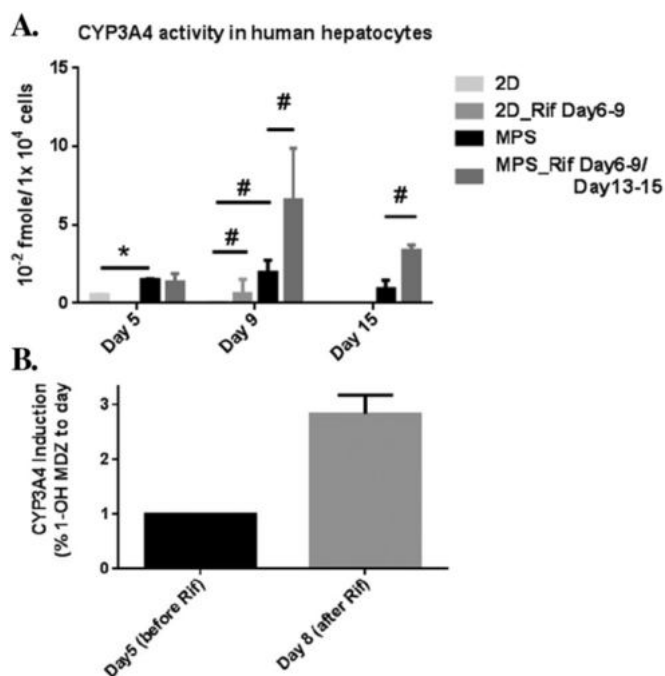 A.
CYP3A4 activity in human hepatocytes
10-2 fmole/ 1x 10⁴ cells
15
10
5
0
*
#
#
#
#
Day 5
Day 9
Day 15
2D
2D_Rif Day6-9
MPS
MPS_Rif Day6-9/
Day13-15
B.
CYP3A4 Induction
(% 1-OH MDZ to day
3
2
1
0
Day5 (before Rif)
Day 8 (after Rif)